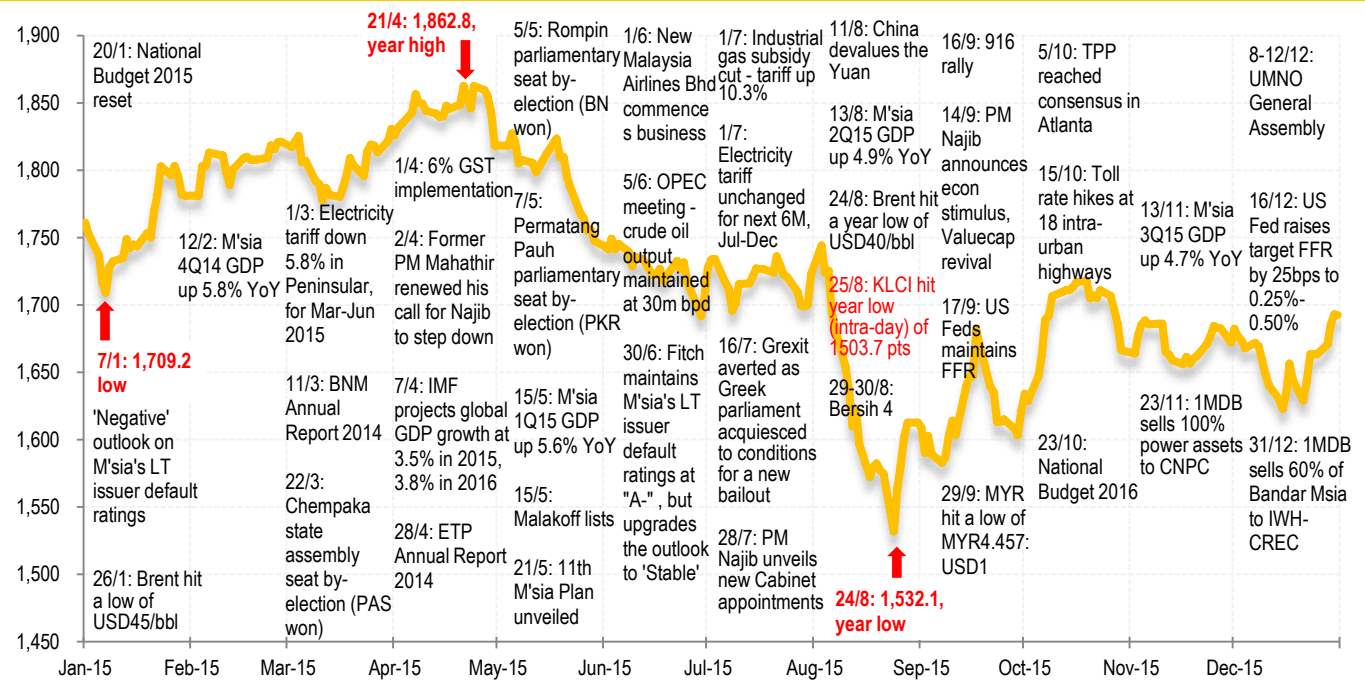 1,900
1,850
1,800
1,750
1,700
1,650
1,600
1,550
1,500
1,450
20/1: National
Budget 2015
reset
7/1: 1,709.2
low
'Negative'
outlook on
M'sia's LT
issuer default
ratings
26/1: Brent hit
a low of
USD45/bbl
12/2: M'sia
4Q14 GDP
up 5.8% YoY
1/3: Electricity
tariff down
5.8% in
Peninsular,
for Mar-Jun
2015
11/3: BNM
Annual
Report 2014
22/3:
Chempaka
state
assembly
seat by-
election (PAS
won)
21/4: 1,862.8,
year high
1/4: 6% GST
implementation
2/4: Former
PM Mahathir
renewed his
call for Najib
to step down
7/4: IMF
projects global
GDP growth at
3.5% in 2015,
3.8% in 2016
28/4: ETP
Annual Report
2014
5/5: Rompin
parliamentary
seat by-
election (BN
won)
7/5:
Permatang
Pauh
parliamentary
seat by-
election (PKR
won)
15/5: M'sia
1Q15 GDP
up 5.6% YoY
15/5:
Malakoff lists
21/5: 11th
M'sia Plan
unveiled
1/6: New
Malaysia
Airlines Bhd
commence
s business
5/6: OPEC
meeting -
crude oil
output
maintained
at 30m bpd
30/6: Fitch
maintains
M'sia's LT
issuer
default
ratings at
"A-" , but
upgrades
the outlook
to 'Stable'
1/7: Industrial
gas subsidy
cut - tariff up
10.3%
1/7:
Electricity
tariff
unchanged
for next 6M,
Jul-Dec
16/7: Grexit
averted as
Greek
parliament
acquiesced
to conditions
for a new
bailout
28/7: PM
Najib unveils
new Cabinet
appointments
11/8: China
devalues the
Yuan
13/8: M'sia
2Q15 GDP
up 4.9% YoY
24/8: Brent hit
a year low of
USD40/bbl
25/8: KLCI hit
year low
(intra-day) of
1503.7 pts
29-30/8:
Bersih 4
24/8: 1,532.1,
year low
16/9: 916
rally
14/9: PM
Najib
announces
econ
stimulus,
Valuecap
revival
17/9: US
Feds
maintains
FFR
29/9: MYR
hit a low of
MYR4.457:
USD1
5/10: TPP
reached
consensus in
Atlanta
15/10: Toll
rate hikes at
18 intra-
urban
highways
23/10:
National
Budget 2016
13/11: M'sia
3Q15 GDP
up 4.7% YoY
23/11: 1MDB
sells 100%
power assets
to CNPC
8-12/12:
UMNO
General
Assembly
16/12: US
Fed raises
target FFR
by 25bps to
0.25%-
0.50%
31/12: 1MDB
sells 60% of
Bandar Msia
to IWH-
CREC
Jan-15
Feb-15
Mar-15
Apr-15
May-15
Jun-15
Jul-15
Aug-15
Sep-15
Oct-15
Nov-15
Dec-15